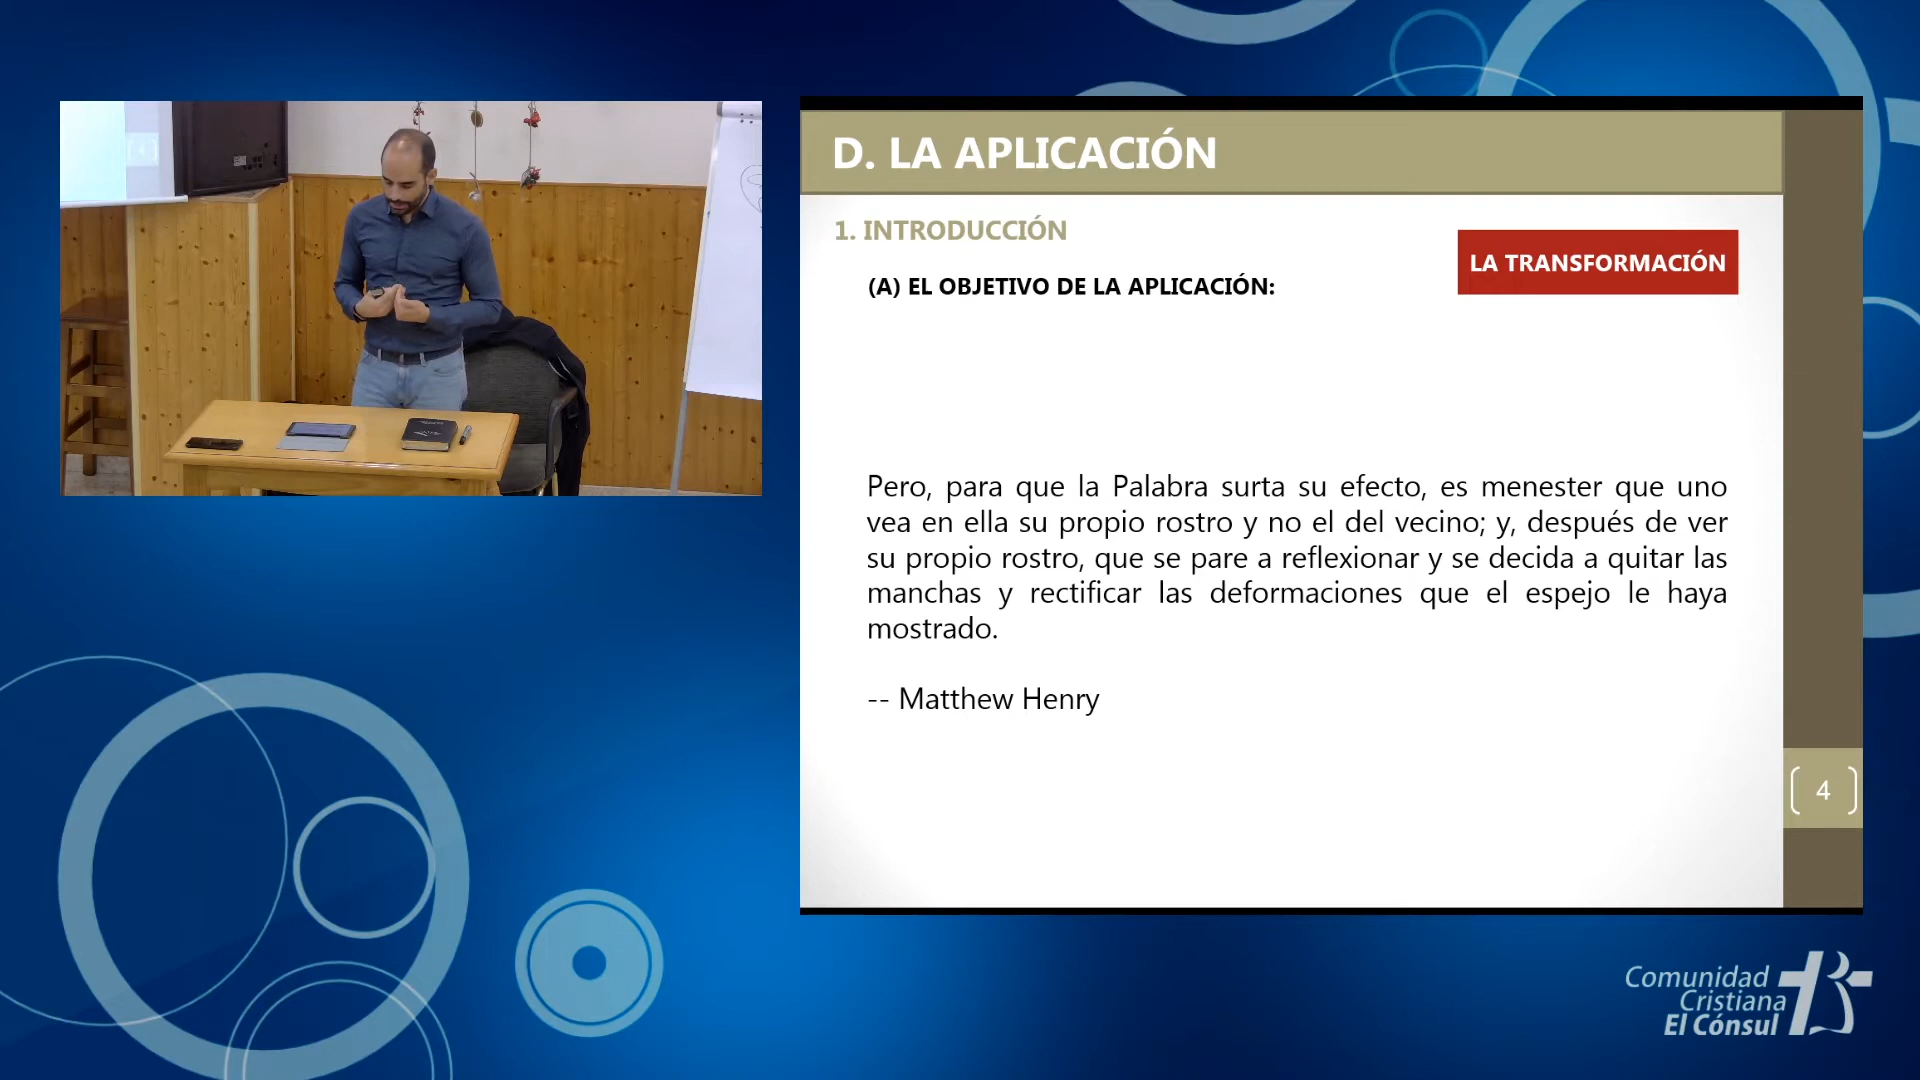 D. LA APLICACIÓN
1. INTRODUCCIÓN
LA TRANSFORMACIÓN
(A) EL OBJETIVO DE LA APLICACIÓN:
Pero, para que la Palabra surta su efecto, es menester que uno
vea en ella su propio rostro y no el del vecino; y, después de ver
su propio rostro, que se pare a reflexionar y se decida a quitar las
manchas y rectificar las deformaciones que el espejo le haya
mostrado.
-- Matthew Henry
4
Comunidad
Cristiana
El Cónsul